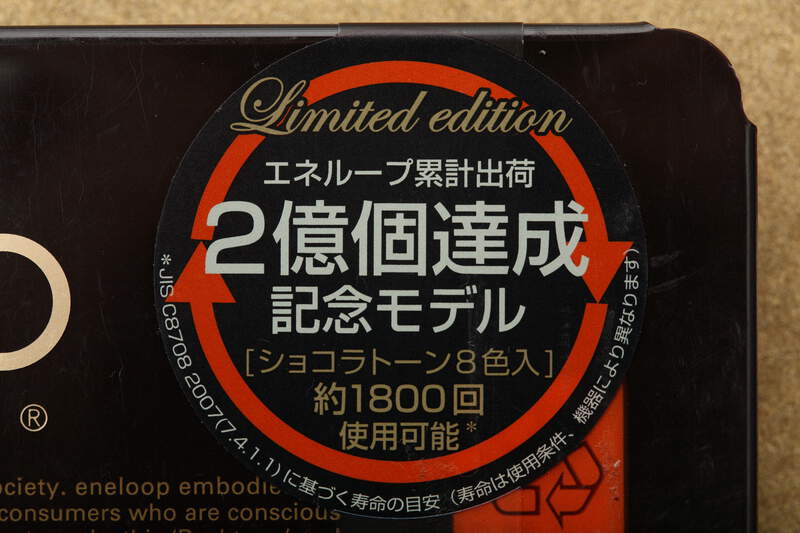 Limited edition
エネループ累計出荷
2億個達成
記念モデル
[ショコラトーン8色入]
約1800回
使用可能*
*JIS C8708 2007(7.4.1.1)に基づく寿命の目安（寿命は使用条件、機器により異なります）
®
ociety. eneloop embodie
consumers who are conscious